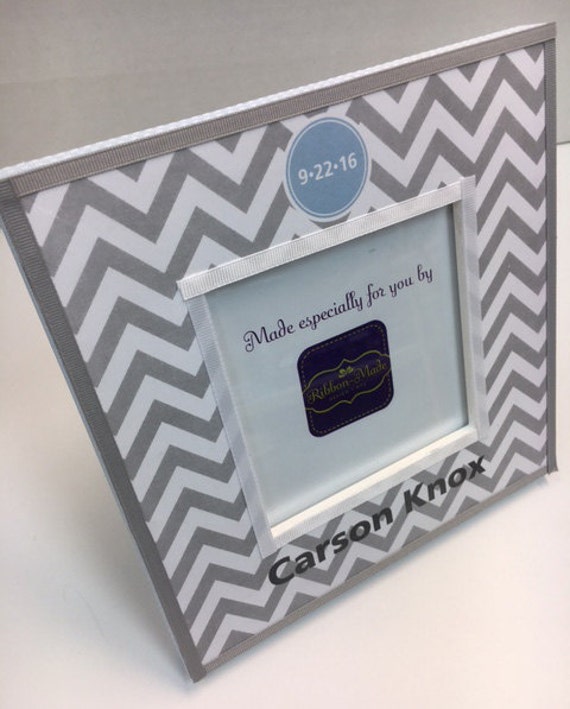 9•22•16
Made especially for you by
Ribbon-Made
Carson Knox